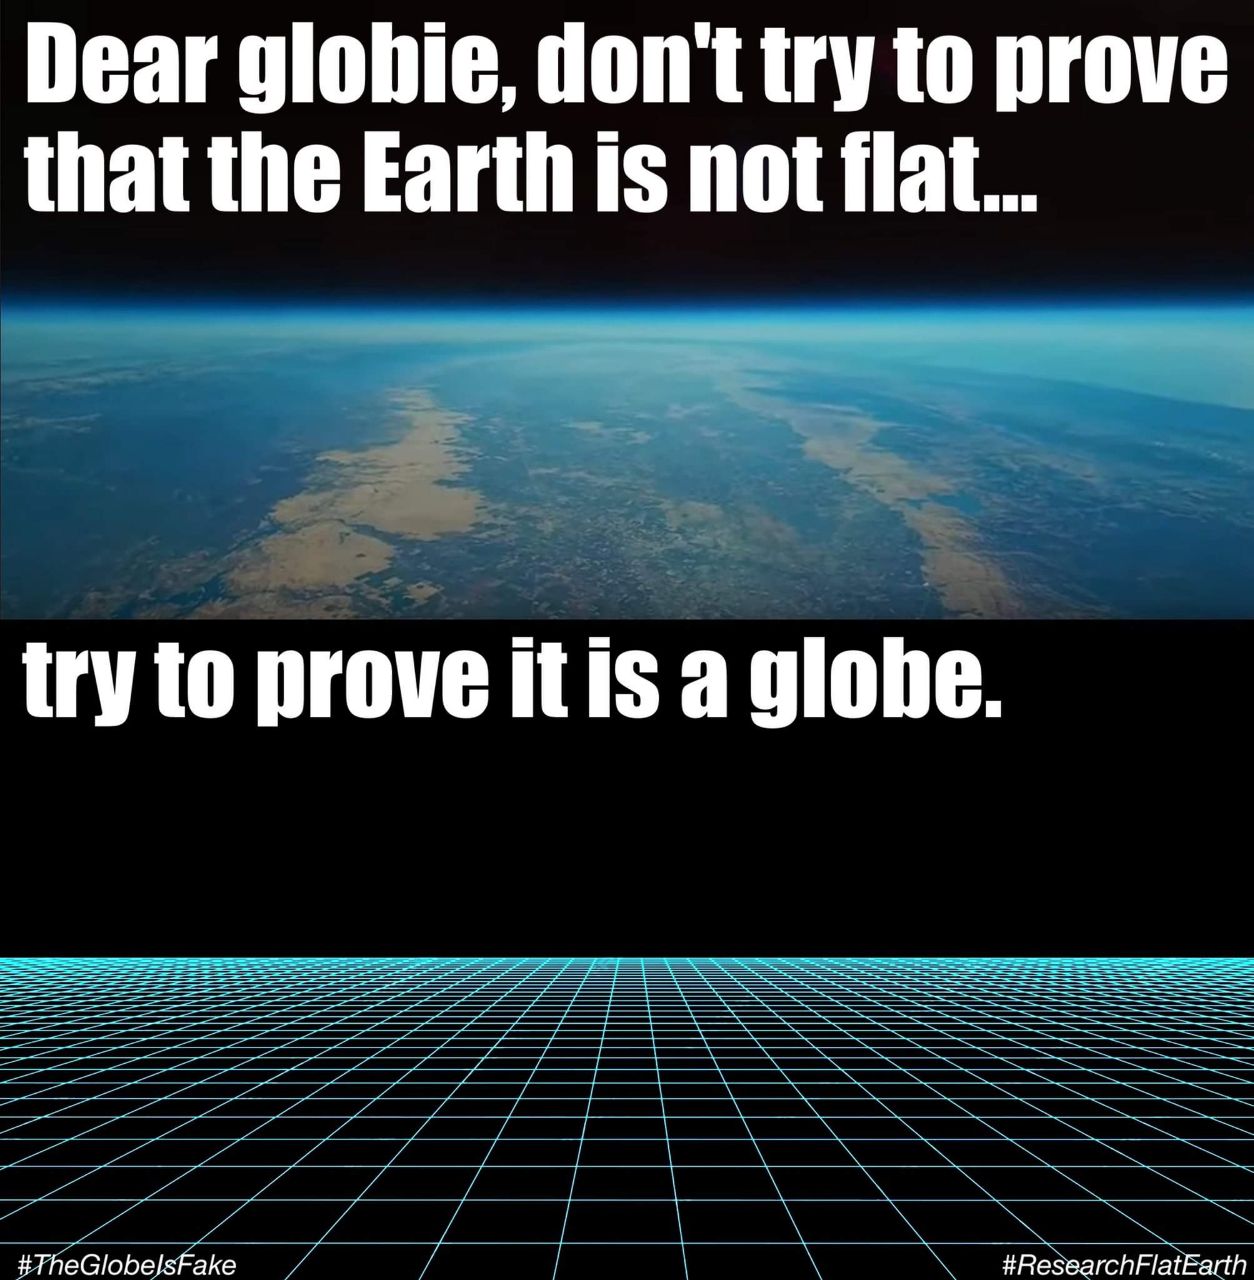 Dear globie, don't try to prove
that the Earth is not flat...
try to prove it is a globe.
#TheGlobeIsFake
#ResearchFlatEarth